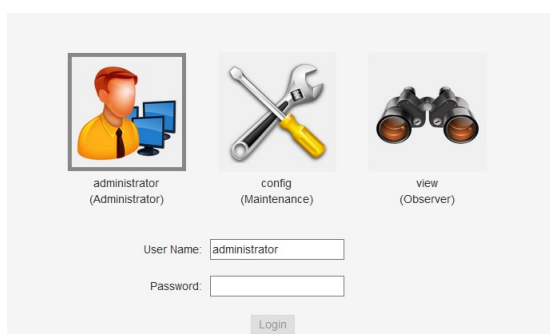 administrator config view
(Administrator) (Maintenance) (Observer)
User Name: administrator
Password:
Login